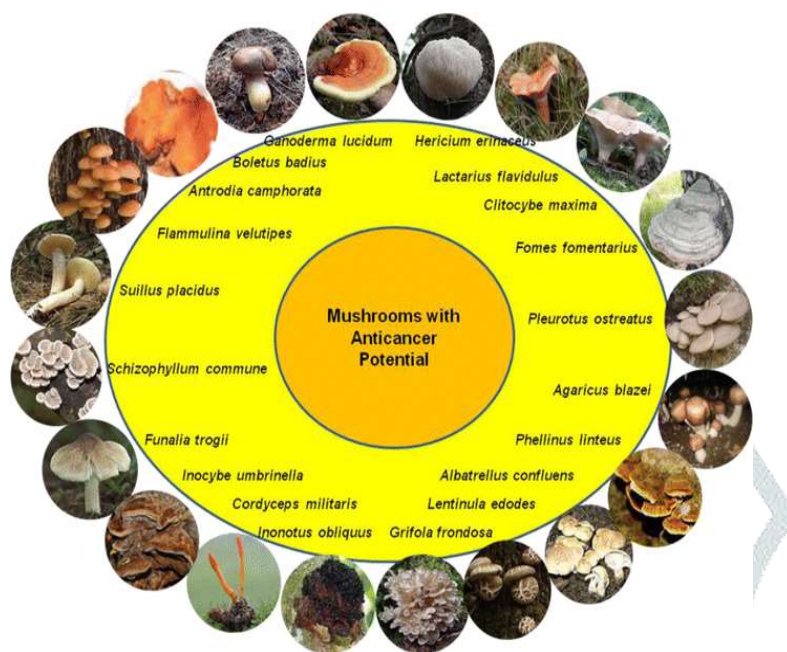 Ganoderma lucidum
Hericium erinaceus
Boletus badius
Lactarius flavidulus
Antrodia camphorata
Clitocybe maxima
Flammulina velutipes
Fomes fomentarius
Suillus placidus
Pleurotus ostreatus
Mushrooms with
Anticancer
Potential
Schizophyllum commune
Agaricus blazei
Funalia trogii
Phellinus linteus
Inocybe umbrinella
Albatrellus confluens
Cordyceps militaris
Lentinula edodes
Inonotus obliquus
Grifola frondosa